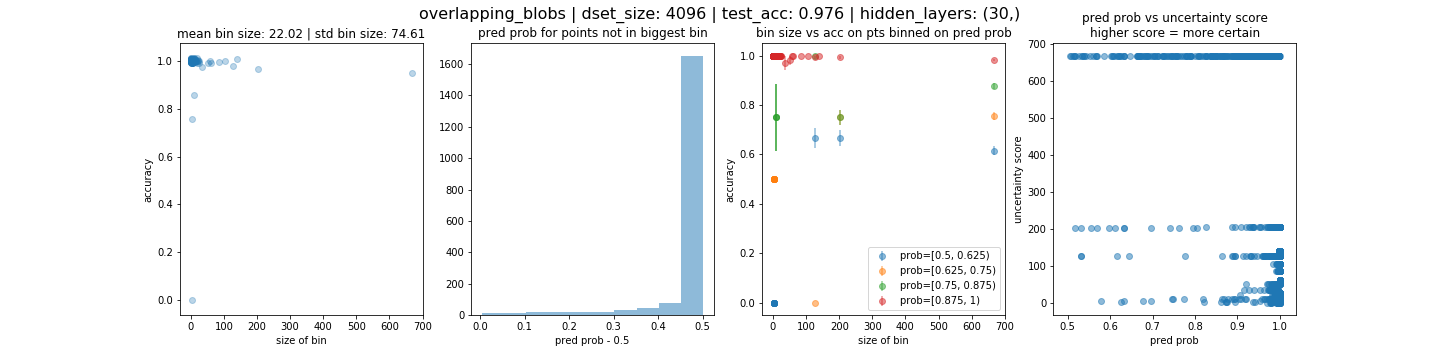 overlapping_blobs | dset_size: 4096 | test_acc: 0.976 | hidden_layers: (30,)
mean bin size: 22.02 | std bin size: 74.61
accuracy
1.0
0.8
0.6
0.4
0.2
0.0
0 100 200 300 400 500 600 700
size of bin
pred prob for points not in biggest bin
1600
1400
1200
1000
800
600
400
200
0
0.0 0.1 0.2 0.3 0.4 0.5
pred prob - 0.5
bin size vs acc on pts binned on pred prob
accuracy
1.0
0.8
0.6
0.4
0.2
0.0
prob=[0.5, 0.625)
prob=[0.625, 0.75)
prob=[0.75, 0.875)
prob=[0.875, 1)
0 100 200 300 400 500 600 700
size of bin
pred prob vs uncertainty score
higher score = more certain
uncertainty score
700
600
500
400
300
200
100
0
0.5 0.6 0.7 0.8 0.9 1.0
pred prob